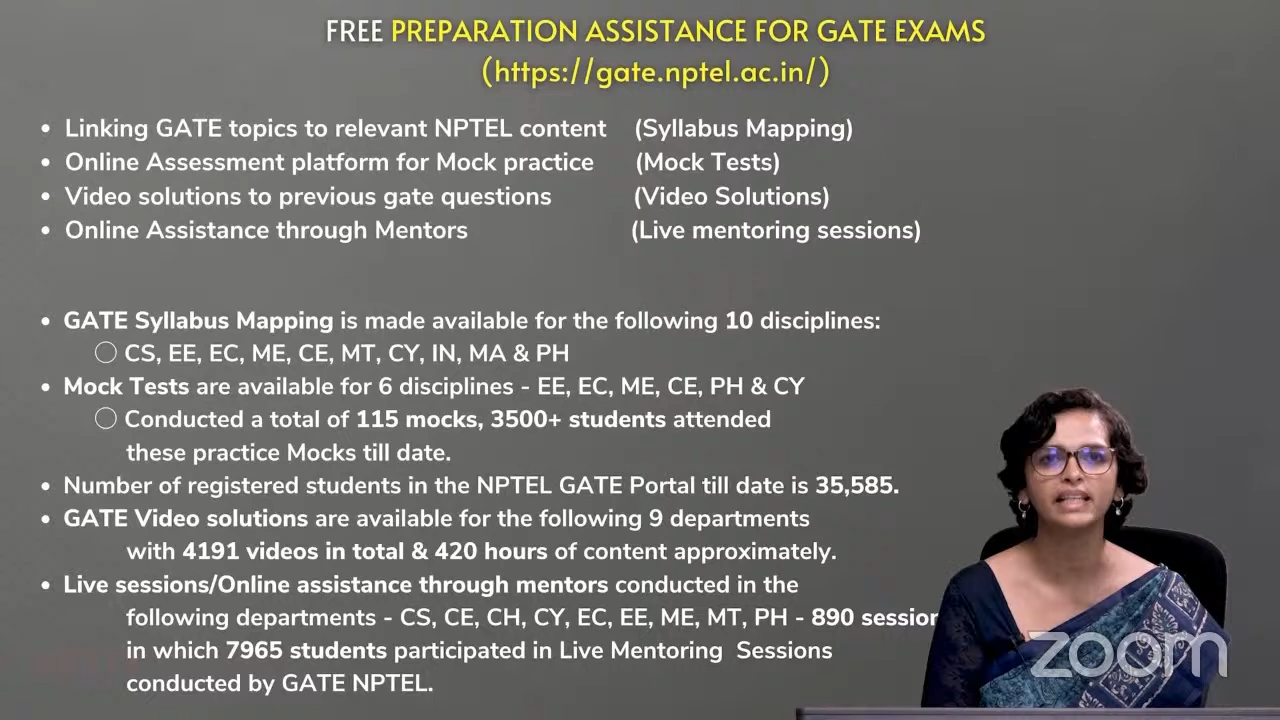 FREE PREPARATION ASSISTANCE FOR GATE EXAMS
(https://gate.nptel.ac.in/)
• Linking GATE topics to relevant NPTEL content (Syllabus Mapping)
• Online Assessment platform for Mock practice (Mock Tests)
• Video solutions to previous gate questions (Video Solutions)
• Online Assistance through Mentors (Live mentoring sessions)
• GATE Syllabus Mapping is made available for the following 10 disciplines:
○ CS, EE, EC, ME, CE, MT, CY, IN, MA & PH
• Mock Tests are available for 6 disciplines - EE, EC, ME, CE, PH & CY
○ Conducted a total of 115 mocks, 3500+ students attended
these practice Mocks till date.
• Number of registered students in the NPTEL GATE Portal till date is 35,585.
• GATE Video solutions are available for the following 9 departments
with 4191 videos in total & 420 hours of content approximately.
• Live sessions/Online assistance through mentors conducted in the
following departments - CS, CE, CH, CY, EC, EE, ME, MT, PH - 890
in which 7965 students participated in Live Mentoring Sessions
conducted by GATE NPTEL.
zoom